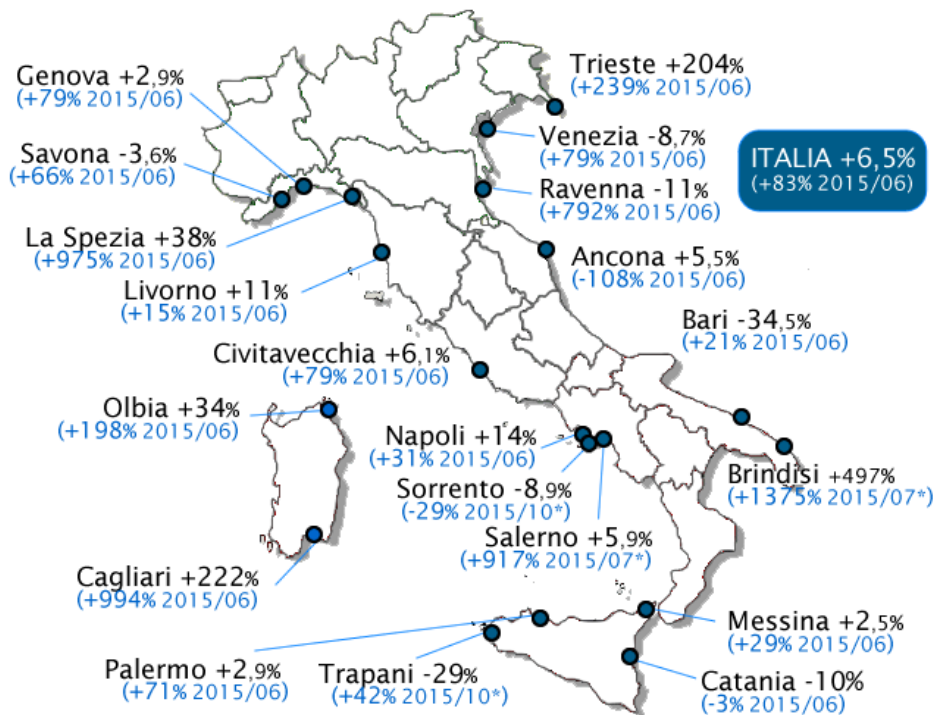 Genova +2,9%
(+79% 2015/06)
Trieste +204%
(+239% 2015/06)
Savona -3,6%
(+66% 2015/06)
Venezia -8,7%
(+79% 2015/06)
ITALIA +6,5%
(+83% 2015/06)
Ravenna -11%
(+792% 2015/06)
La Spezia +38%
(+975% 2015/06)
Ancona +5,5%
(-108% 2015/06)
Livorno +11%
(+15% 2015/06)
Bari -34,5%
(+21% 2015/06)
Civitavecchia +6,1%
(+79% 2015/06)
Olbia +34%
(+198% 2015/06)
Napoli +14%
(+31% 2015/06)
Brindisi +497%
(+1375% 2015/07*)
Sorrento -8,9%
(-29% 2015/10*)
Salerno +5,9%
(+917% 2015/07*)
Cagliari +222%
(+994% 2015/06)
Messina +2,5%
(+29% 2015/06)
Palermo +2,9%
(+71% 2015/06)
Trapani -29%
(+42% 2015/10*)
Catania -10%
(-3% 2015/06)